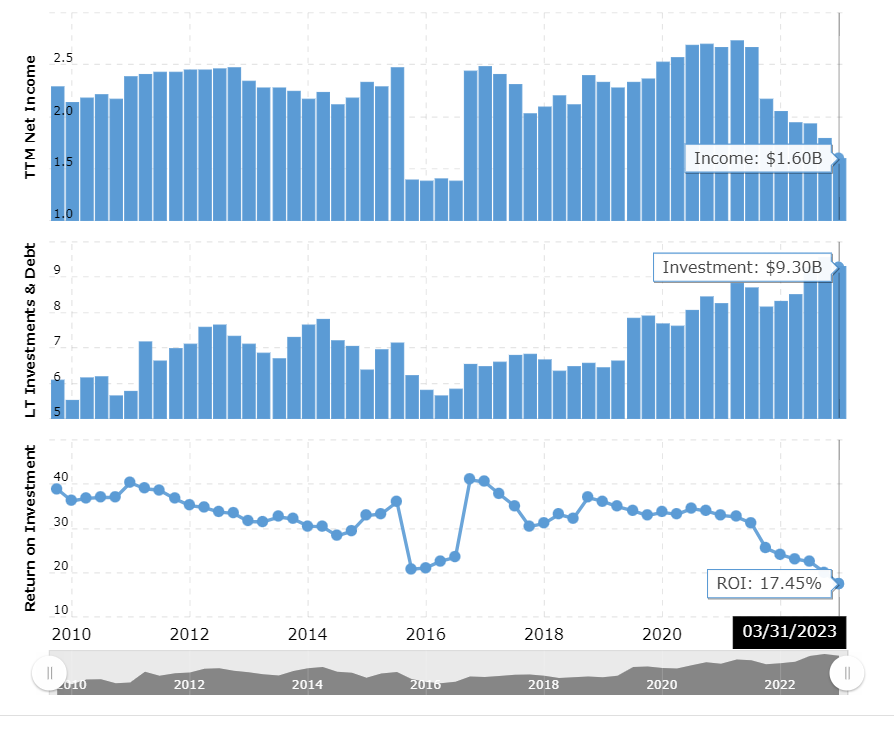 TTM Net Income
2.5
2.0
1.5
1.0
Income: $1.60B
LT Investments & Debt
9
8
7
6
5
Investment: $9.30B
Return on Investment
40
30
20
10
ROI: 17.45%
2010 2012 2014 2016 2018 2020 03/31/2023
2010 2012 2014 2016 2018 2020 2022